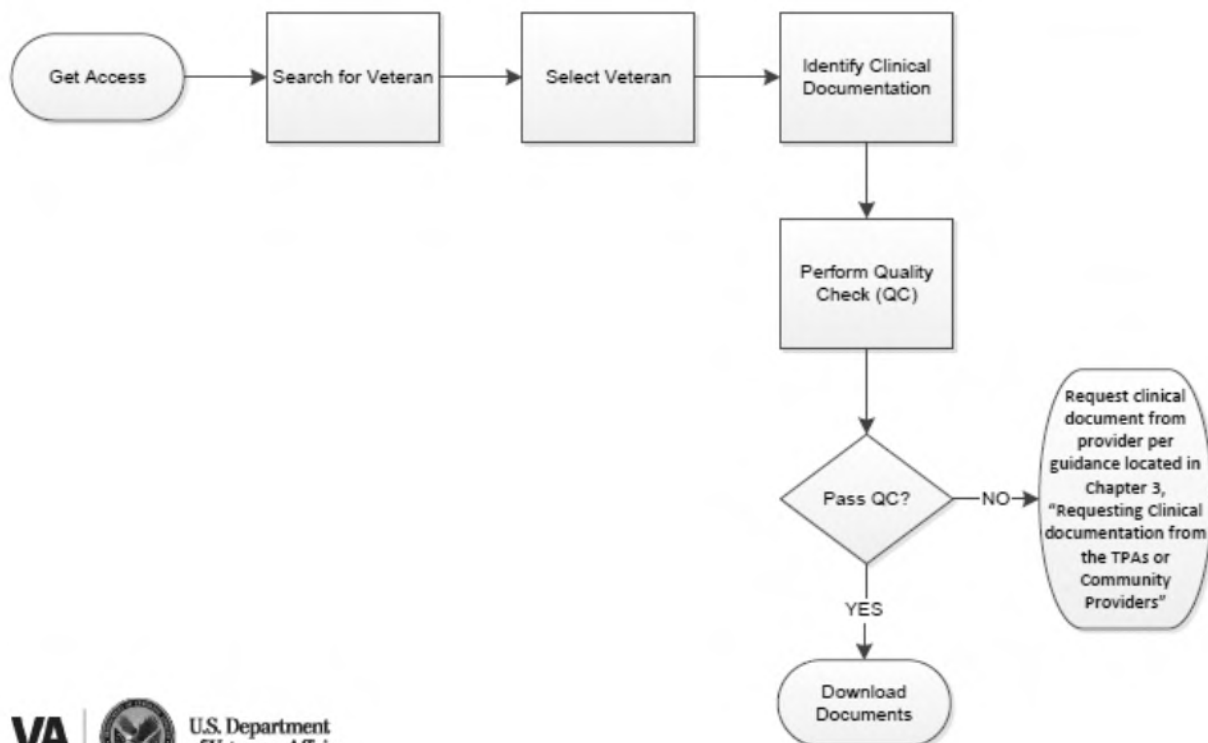 Get Access
Search for Veteran
Select Veteran
Identify Clinical
Documentation
Perform Quality
Check (QC)
Pass QC?
NO
Request clinical
document from
provider per
guidance located in
Chapter 3,
“Requesting Clinical
documentation from
the TPAs or
Community
Providers”
YES
Download
Documents
VA
U.S. Department